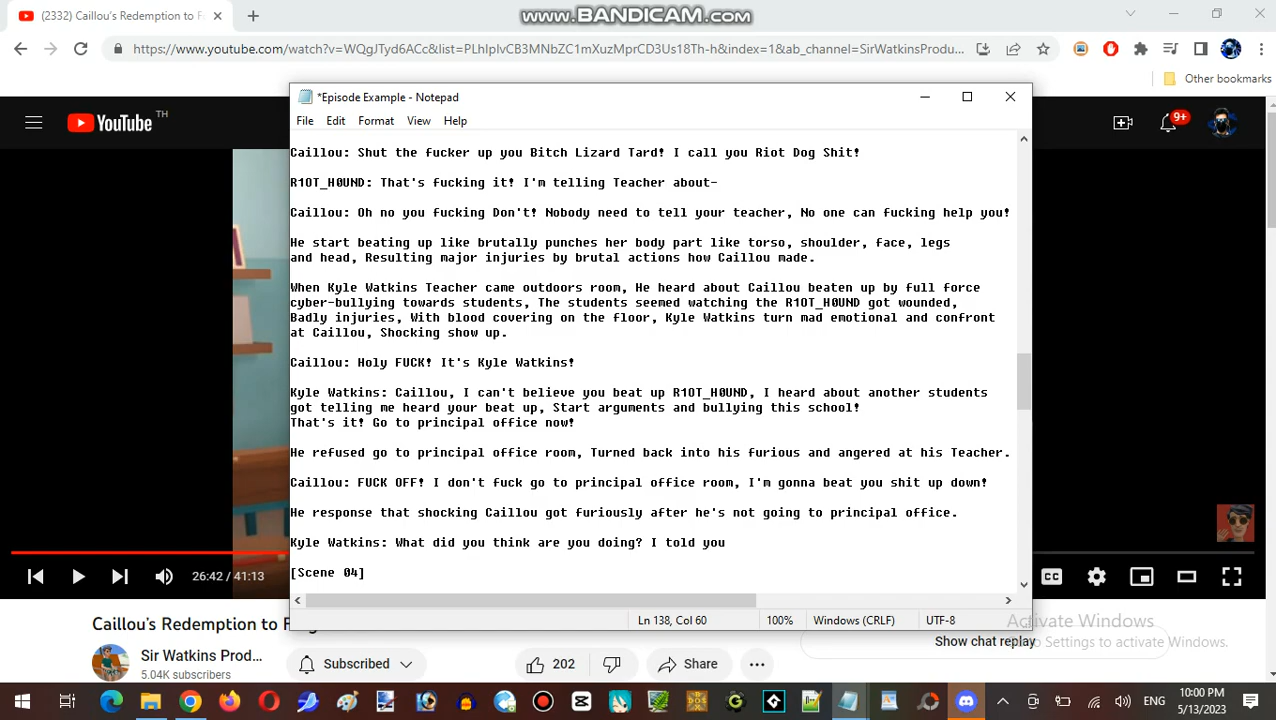 www.BANDICAM.com
(2332) Caillou's Redemption to F
https://www.youtube.com/watch?v=WQgJTyd6ACc&list=PLhIpIvCB5MNbZC1mXuzMprCD3Us18Th-h&index=1&ab_channel=SirWatkinsProdu...
Other bookmarks
YouTube TH
9+
*Episode Example - Notepad
File Edit Format View Help
Caillou: Shut the fucker up you Bitch Lizard Tard! I call you Riot Dog Shit!
R1OT_H0UND: That's fucking it! I'm telling Teacher about-
Caillou: Oh no you fucking Don't! Nobody need to tell your teacher, No one can fucking help you!
He start beating up like brutally punches her body part like torso, shoulder, face, legs
and head, Resulting major injuries by brutal actions how Caillou made.
When Kyle Watkins Teacher came outdoors room, He heard about Caillou beaten up by full force
cyber-bullying towards students, The students seemed watching the R1OT_H0UND got wounded,
Badly injuries, With blood covering on the floor, Kyle Watkins turn mad emotional and confront
at Caillou, Shocking show up.
Caillou: Holy FUCK! It's Kyle Watkins!
Kyle Watkins: Caillou, I can't believe you beat up R1OT_H0UND, I heard about another students
got telling me heard your beat up, Start arguments and bullying this school!
That's it! Go to principal office now!
He refused go to principal office room, Turned back into his furious and angered at his Teacher.
Caillou: FUCK OFF! I don't fuck go to principal office room, I'm gonna beat you shit up down!
He response that shocking Caillou got furiously after he's not going to principal office.
Kyle Watkins: What did you think are you doing? I told you
[Scene 04]
26:42 / 41:13
CC
Ln 138, Col 60 100% Windows (CRLF) UTF-8
Caillou's Redemption to
Activate Windows
Go to Settings to activate Windows.
Show chat replay
Sir Watkins Prod...
5.04K subscribers
Subscribed
202
Share
ENG
10:00 PM
5/13/2023